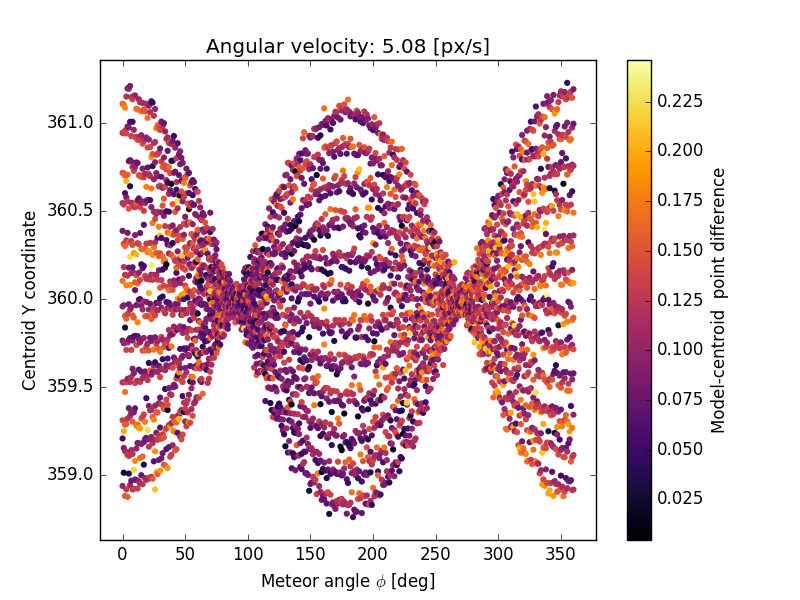 Angular velocity: 5.08 [px/s]
Centroid Y coordinate
361.0
360.5
360.0
359.5
359.0
0 50 100 150 200 250 300 350
Meteor angle ϕ [deg]
0.225
0.200
0.175
0.150
0.125
0.100
0.075
0.050
0.025
Model-centroid point difference